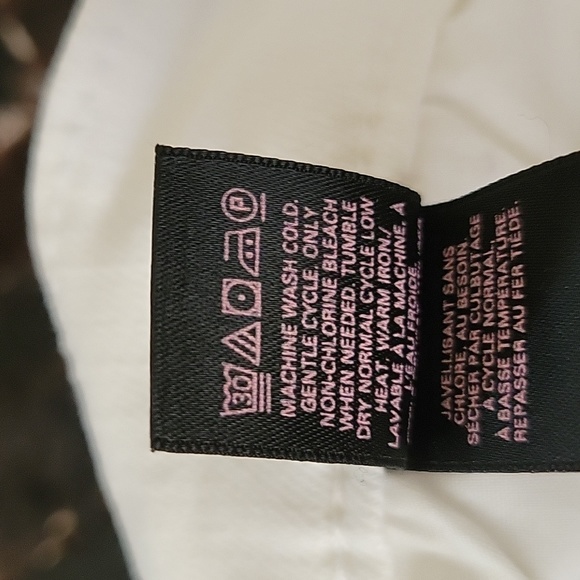 30 P
MACHINE WASH COLD.
GENTLE CYCLE. ONLY
NON-CHLORINE BLEACH
WHEN NEEDED. TUMBLE
DRY NORMAL CYCLE LOW
HEAT. WARM IRON./
LAVABLE À LA MACHINE. A
L'EAU FROIDE.
JAVELLISANT SANS
CHLORE, AU BESOIN.
SÉCHER PAR CULTAGE
A CYCLE NORMAL,
A BASSE TEMPÉRATURE.
REPASSER AU FER TIÈDE.